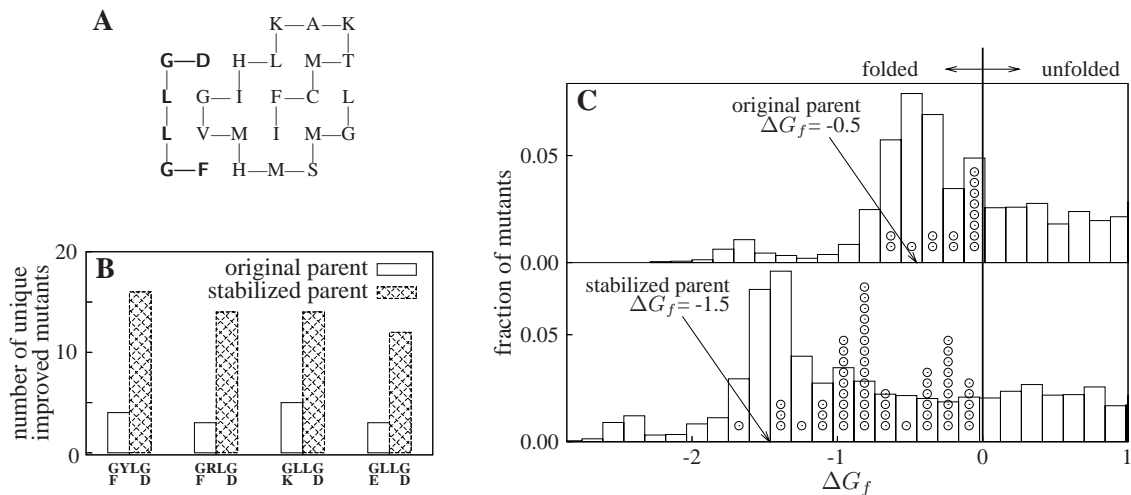 A
K—A—K
G—D H—L M—T
L G—I F—C L
L V—M I M—G
G—F H—M—S
B
number of unique
improved mutants
20
10
0
original parent
stabilized parent
GYLG GRLG GLLG GLLG
F D F D K D E D
C
folded unfolded
original parent
ΔG_f = -0.5
fraction of mutants
0.05
0.00
stabilized parent
ΔG_f = -1.5
0.05
0.00
-2 -1 0 1
ΔG_f